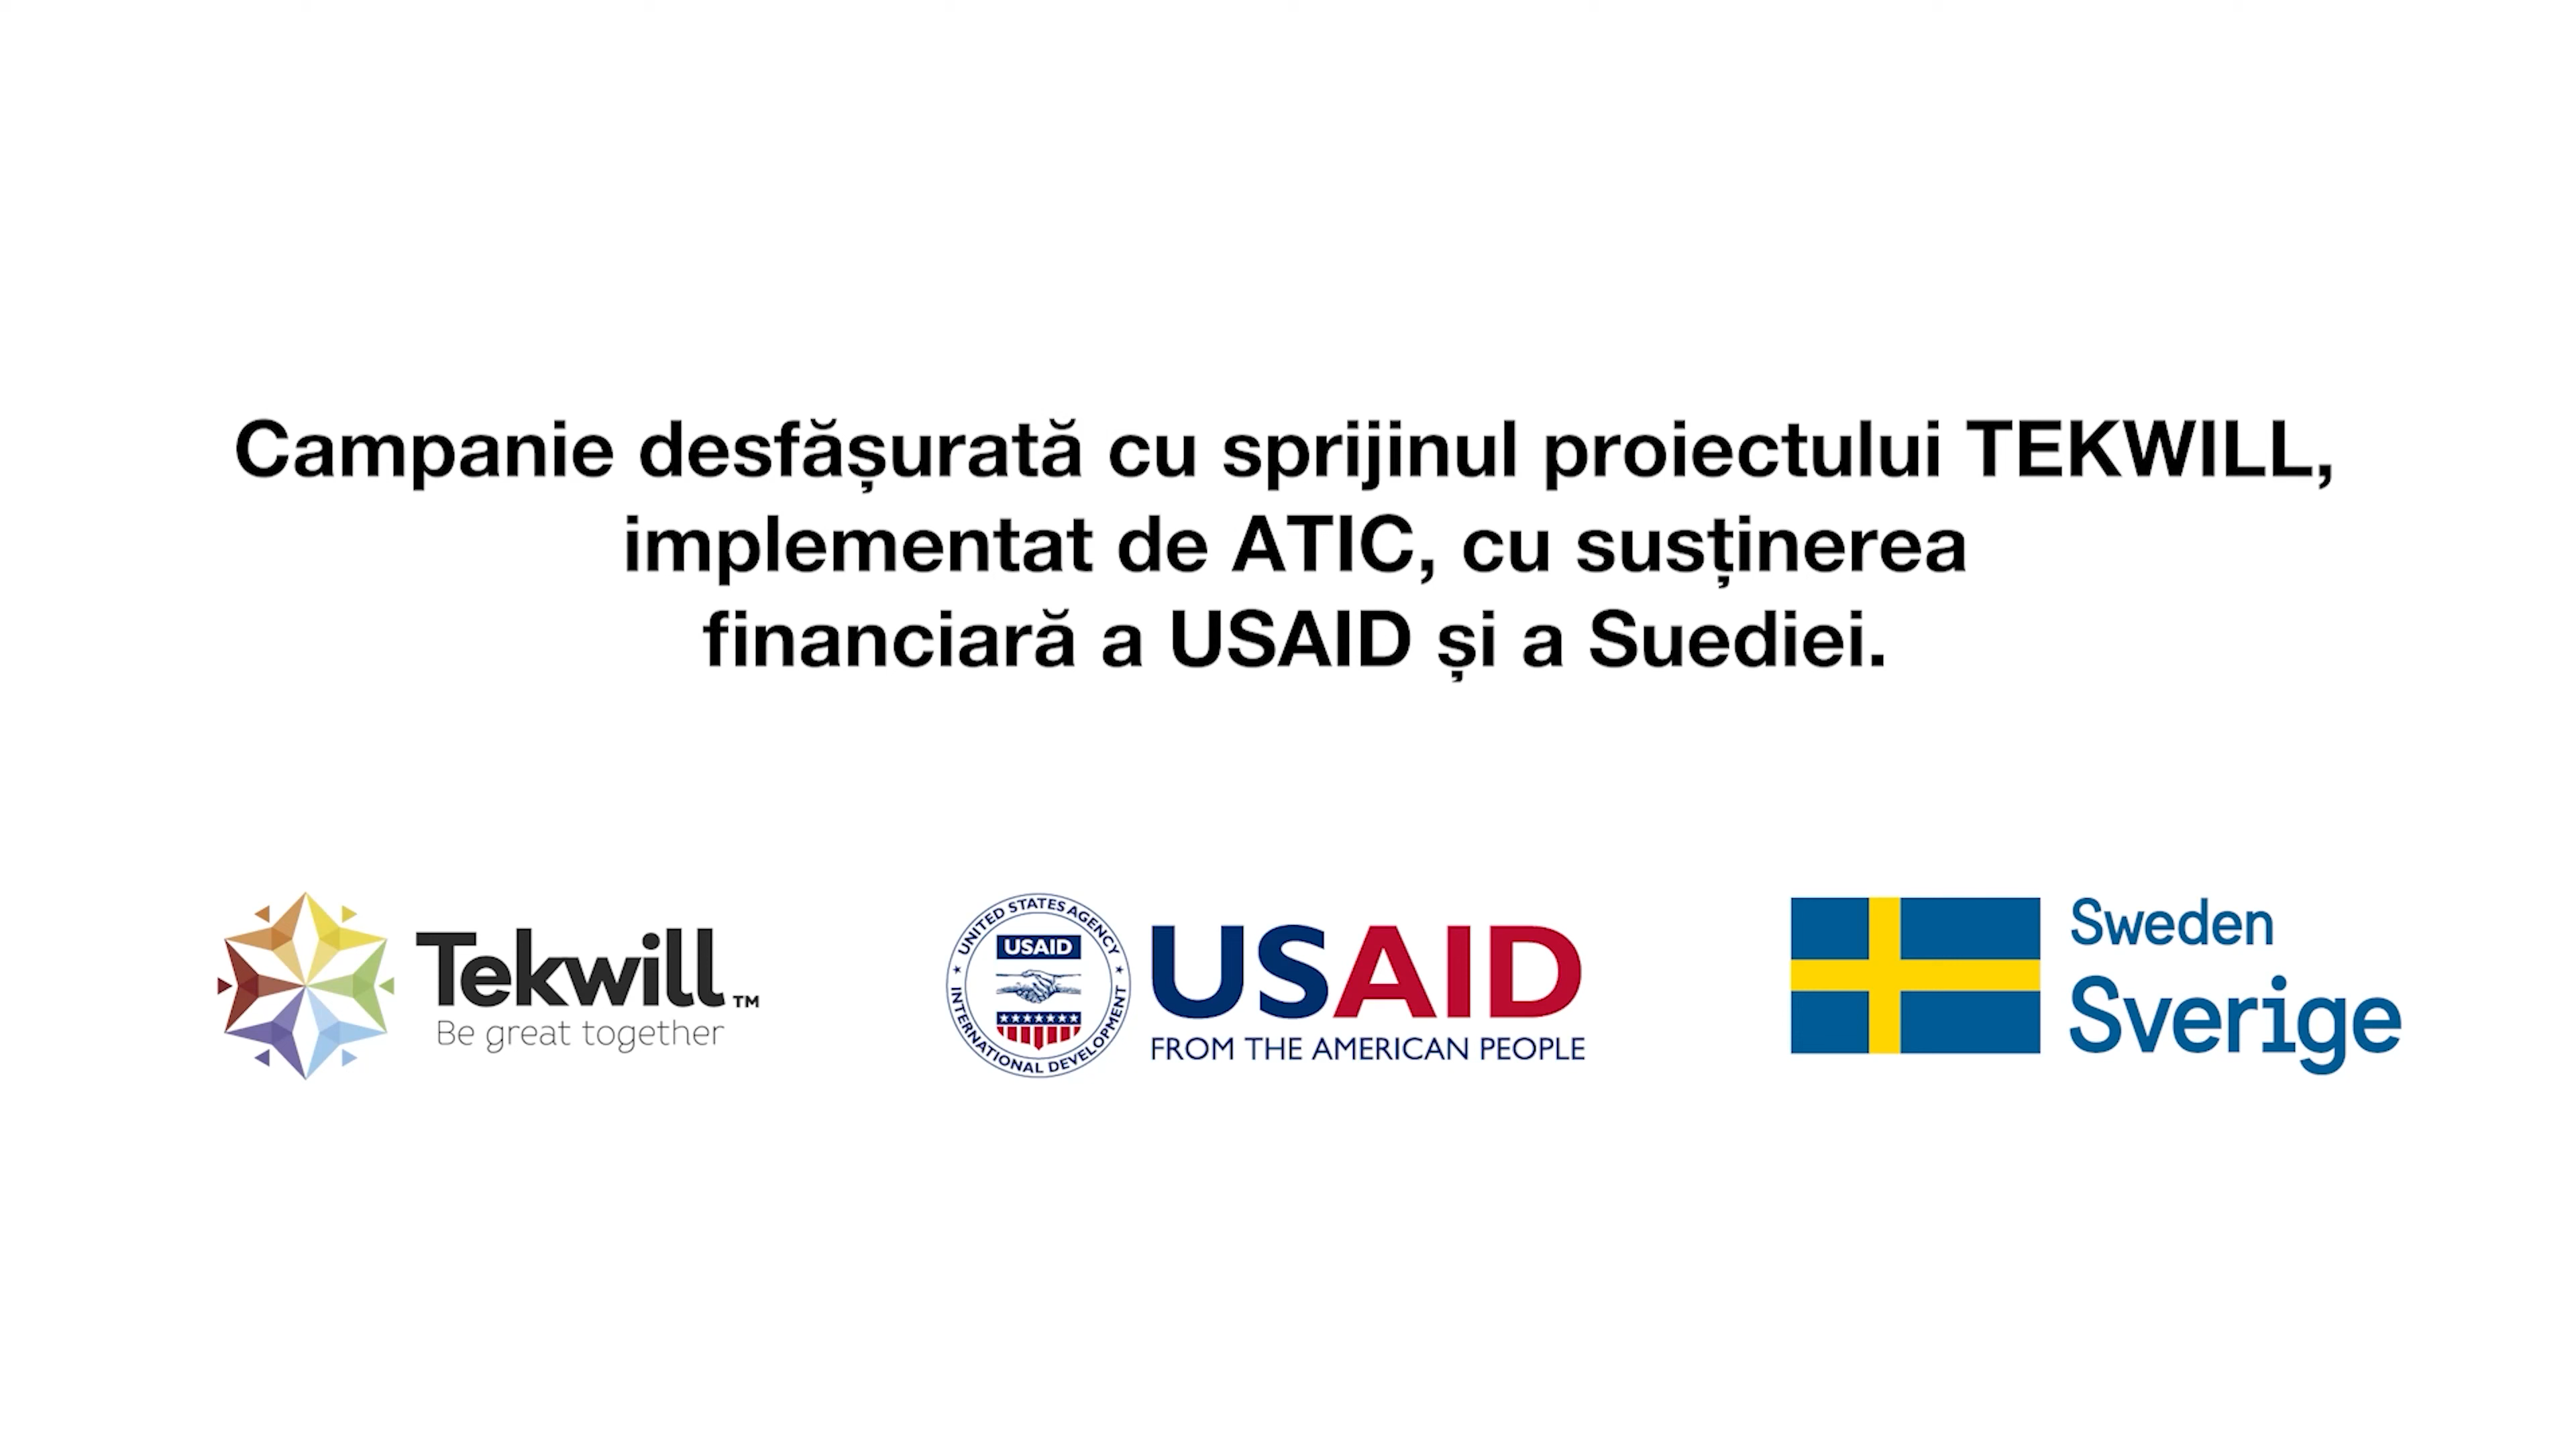 Campanie desfășurată cu sprijinul proiectului TEKWILL,
implementat de ATIC, cu susținerea
financiară a USAID și a Suediei.
Tekwill™
Be great together
UNITED STATES AGENCY
USAID
INTERNATIONAL DEVELOPMENT
USAID
FROM THE AMERICAN PEOPLE
Sweden
Sverige